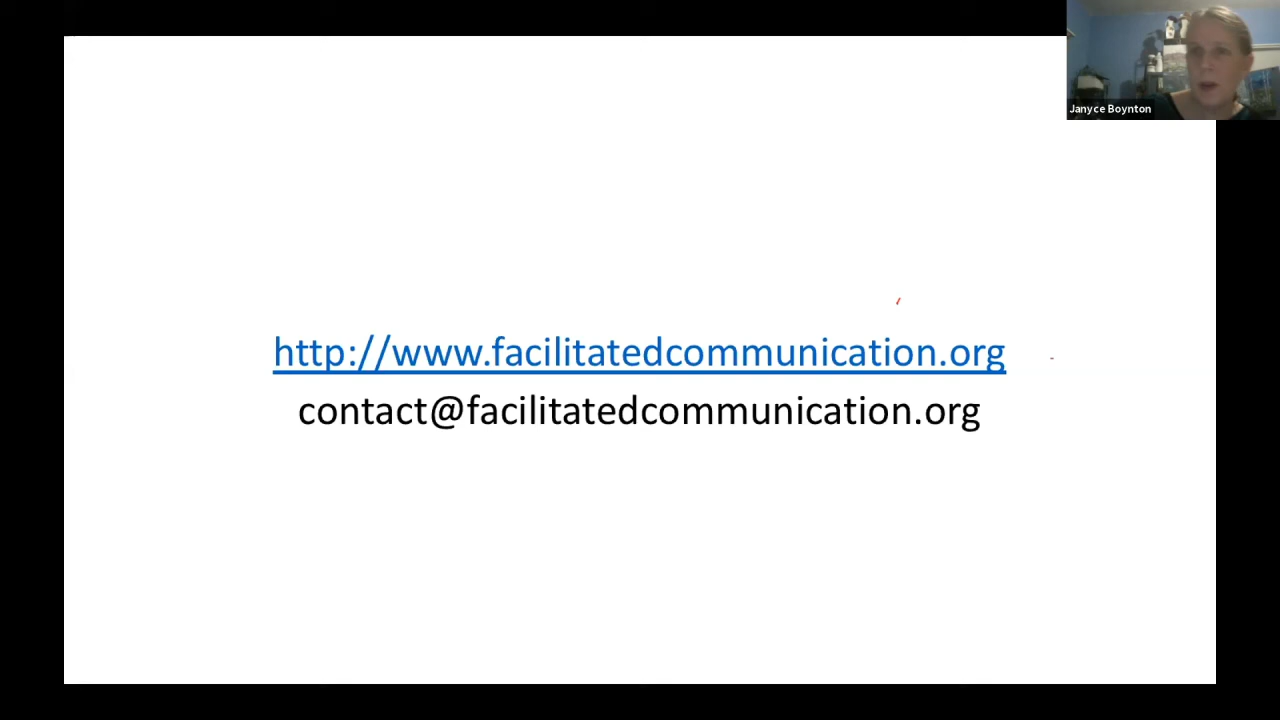 Janyce Boynton
http://www.facilitatedcommunication.org
contact@facilitatedcommunication.org